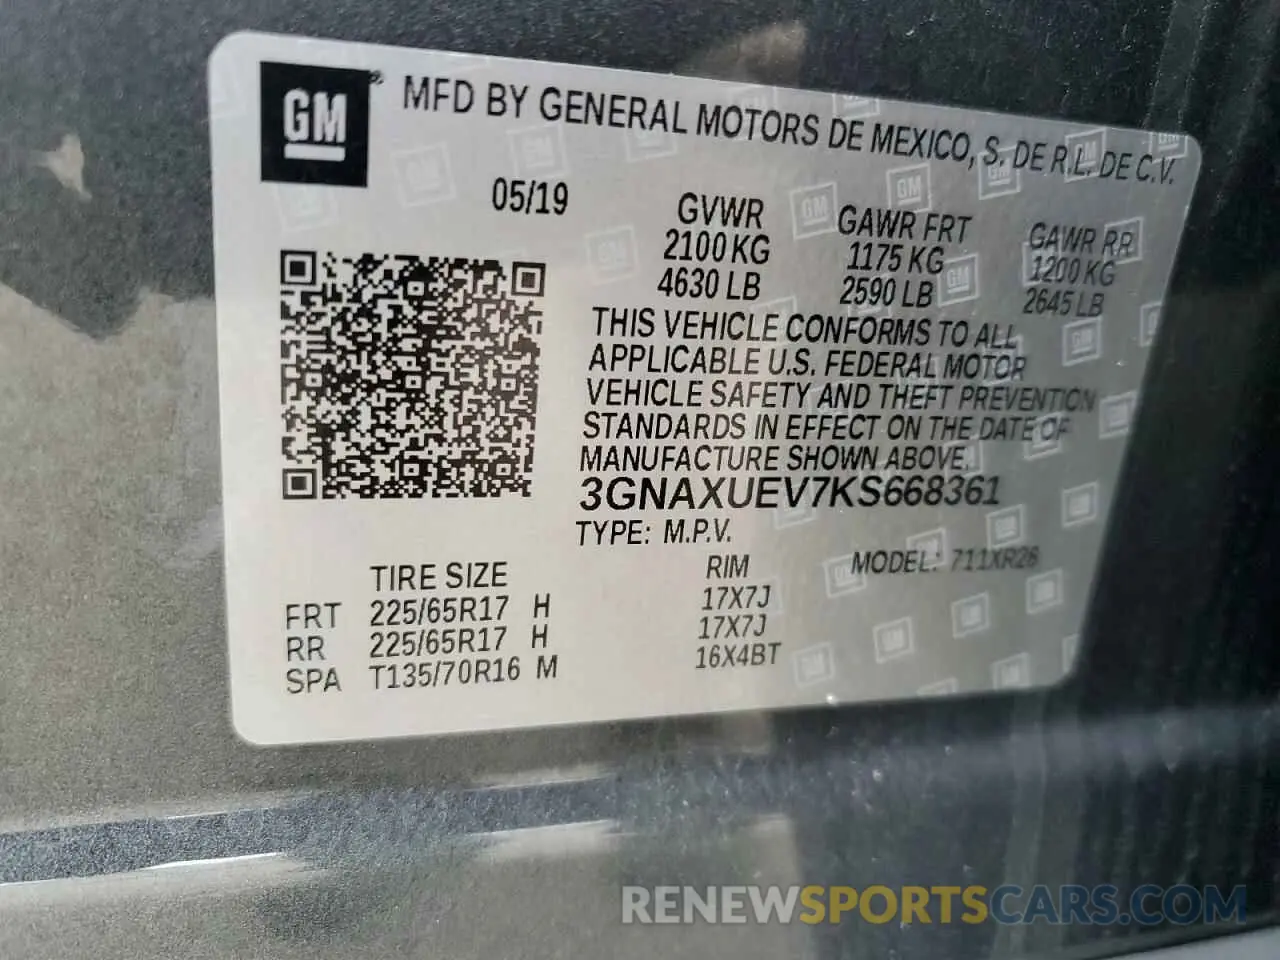 GM ® MFD BY GENERAL MOTORS DE MEXICO, S. DE R.L. DE C.V.
05/19
GVWR GAWR FRT GAWR RR
2100 KG 1175 KG 1200 KG
4630 LB 2590 LB 2645 LB
THIS VEHICLE CONFORMS TO ALL
APPLICABLE U.S. FEDERAL MOTOR
VEHICLE SAFETY AND THEFT PREVENTION
STANDARDS IN EFFECT ON THE DATE OF
MANUFACTURE SHOWN ABOVE.
3GNAXUEV7KS668361
TYPE: M.P.V. MODEL: 711XR26
TIRE SIZE RIM
FRT 225/65R17 H 17X7J
RR 225/65R17 H 17X7J
SPA T135/70R16 M 16X4BT
RENEWSPORTSCARS.COM